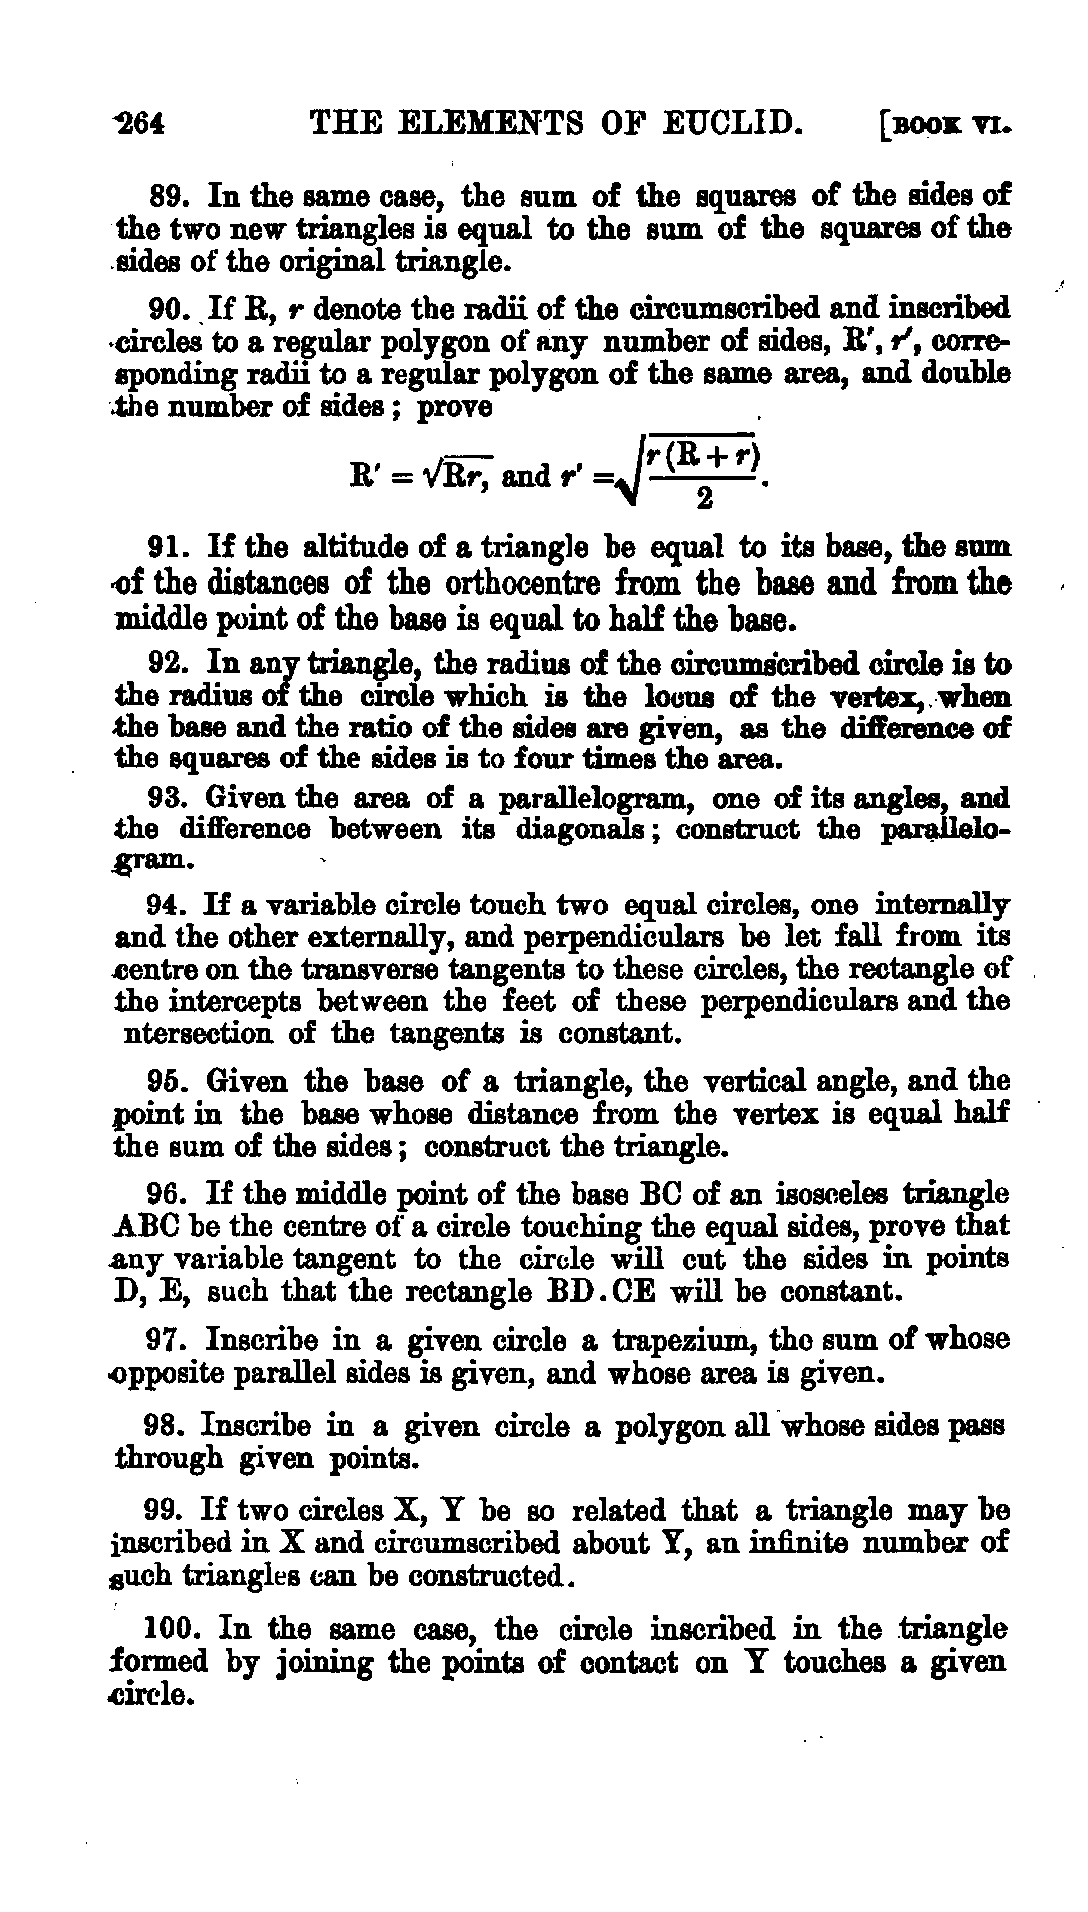 264 THE ELEMENTS OF EUCLID. [BOOK VI.
89. In the same case, the sum of the squares of the sides of
the two new triangles is equal to the sum of the squares of the
sides of the original triangle.
90. If R, r denote the radii of the circumscribed and inscribed
circles to a regular polygon of any number of sides, R′, r′, corre-
sponding radii to a regular polygon of the same area, and double
the number of sides; prove
R′ = √Rr, and r′ = √(r(R + r)/2).
91. If the altitude of a triangle be equal to its base, the sum
of the distances of the orthocentre from the base and from the
middle point of the base is equal to half the base.
92. In any triangle, the radius of the circumscribed circle is to
the radius of the circle which is the locus of the vertex, when
the base and the ratio of the sides are given, as the difference of
the squares of the sides is to four times the area.
93. Given the area of a parallelogram, one of its angles, and
the difference between its diagonals; construct the parallelo-
gram.
94. If a variable circle touch two equal circles, one internally
and the other externally, and perpendiculars be let fall from its
centre on the transverse tangents to these circles, the rectangle of
the intercepts between the feet of these perpendiculars and the
ntersection of the tangents is constant.
95. Given the base of a triangle, the vertical angle, and the
point in the base whose distance from the vertex is equal half
the sum of the sides; construct the triangle.
96. If the middle point of the base BC of an isosceles triangle
ABC be the centre of a circle touching the equal sides, prove that
any variable tangent to the circle will cut the sides in points
D, E, such that the rectangle BD.CE will be constant.
97. Inscribe in a given circle a trapezium, the sum of whose
opposite parallel sides is given, and whose area is given.
98. Inscribe in a given circle a polygon all whose sides pass
through given points.
99. If two circles X, Y be so related that a triangle may be
inscribed in X and circumscribed about Y, an infinite number of
such triangles can be constructed.
100. In the same case, the circle inscribed in the triangle
formed by joining the points of contact on Y touches a given
circle.